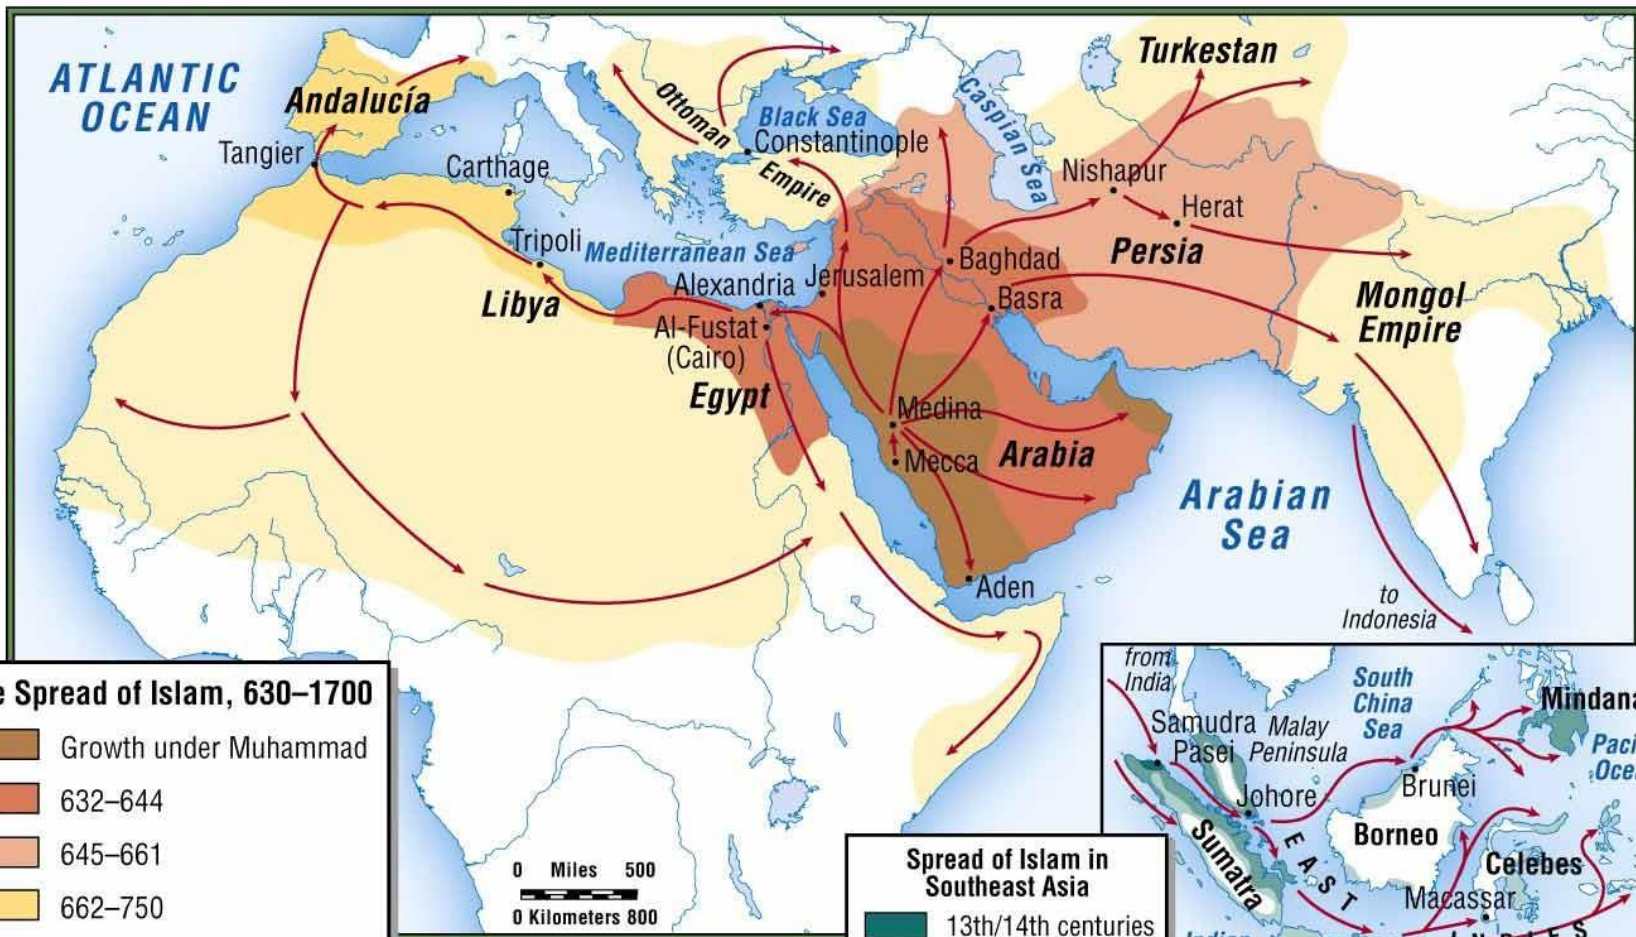 ATLANTIC
OCEAN
Andalucía
Tangier
Carthage
Tripoli
Mediterranean Sea
Libya
Alexandria
Al-Fustat
(Cairo)
Egypt
Jerusalem
Ottoman
Empire
Black Sea
Constantinople
Caspian Sea
Turkestan
Nishapur
Herat
Persia
Baghdad
Basra
Mongol
Empire
Medina
Mecca
Arabia
Aden
Arabian
Sea
to
Indonesia
e Spread of Islam, 630–1700
Growth under Muhammad
632–644
645–661
662–750
0 Miles 500
0 Kilometers 800
Spread of Islam in
Southeast Asia
13th/14th centuries
from
India
Samudra
Pasei
Malay
Peninsula
South
China
Sea
Mindana
Paci
Oce
Johore
Brunei
Borneo
Sumatra
Celebes
Macassar
EAST